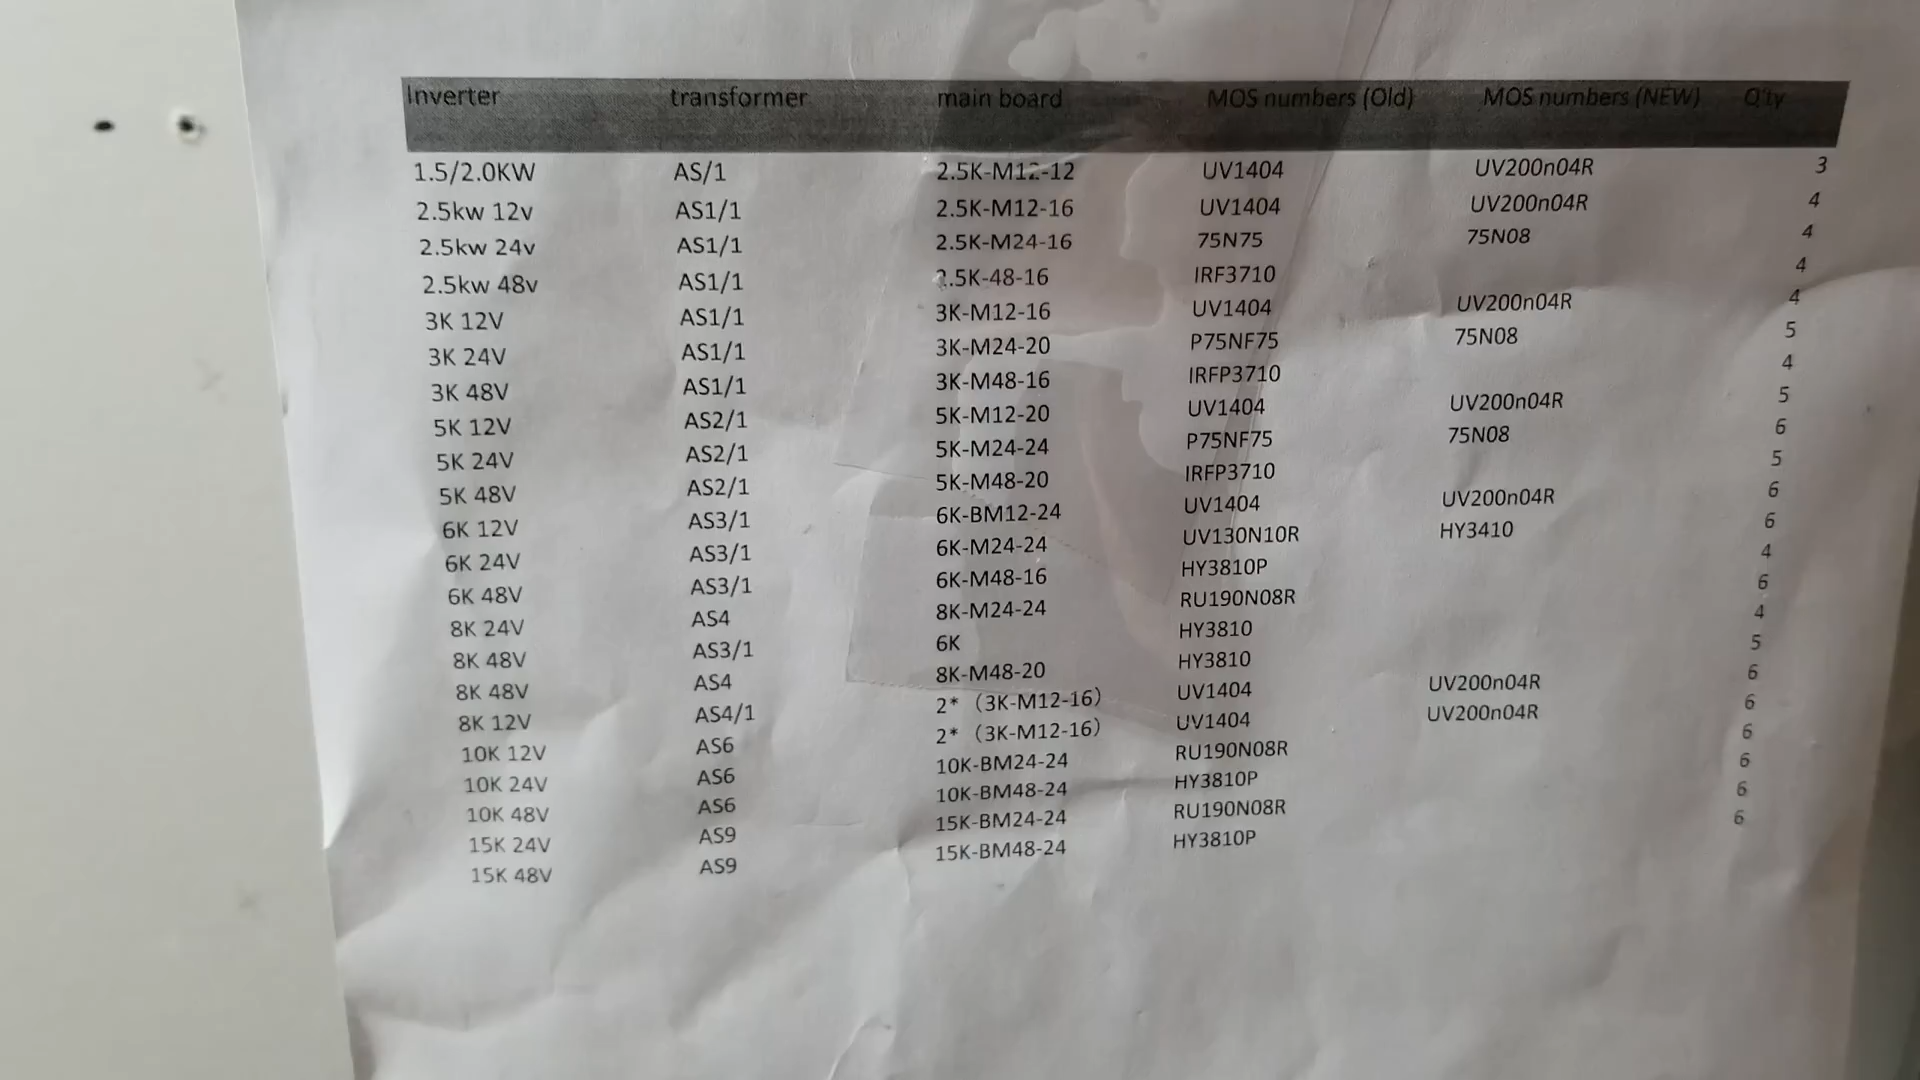 Inverter transformer main board MOS numbers (Old) MOS numbers (NEW) Q'ty
1.5/2.0KW AS/1 2.5K-M12-12 UV1404 UV200n04R 3
2.5kw 12v AS1/1 2.5K-M12-16 UV1404 UV200n04R 4
2.5kw 24v AS1/1 2.5K-M24-16 75N75 75N08 4
2.5kw 48v AS1/1 2.5K-48-16 IRF3710 4
3K 12V AS1/1 3K-M12-16 UV1404 UV200n04R 4
3K 24V AS1/1 3K-M24-20 P75NF75 75N08 5
3K 48V AS1/1 3K-M48-16 IRFP3710 4
5K 12V AS2/1 5K-M12-20 UV1404 UV200n04R 5
5K 24V AS2/1 5K-M24-24 P75NF75 75N08 6
5K 48V AS2/1 5K-M48-20 IRFP3710 5
6K 12V AS3/1 6K-BM12-24 UV1404 UV200n04R 6
6K 24V AS3/1 6K-M24-24 UV130N10R HY3410 6
6K 48V AS3/1 6K-M48-16 HY3810P 4
8K 24V AS4 8K-M24-24 RU190N08R 6
8K 48V AS3/1 6K HY3810 4
8K 48V AS4 8K-M48-20 HY3810 5
8K 12V AS4/1 2*（3K-M12-16） UV1404 UV200n04R 6
10K 12V AS6 2*（3K-M12-16） UV1404 UV200n04R 6
10K 24V AS6 10K-BM24-24 RU190N08R 6
10K 48V AS6 10K-BM48-24 HY3810P 6
15K 24V AS9 15K-BM24-24 RU190N08R 6
15K 48V AS9 15K-BM48-24 HY3810P 6